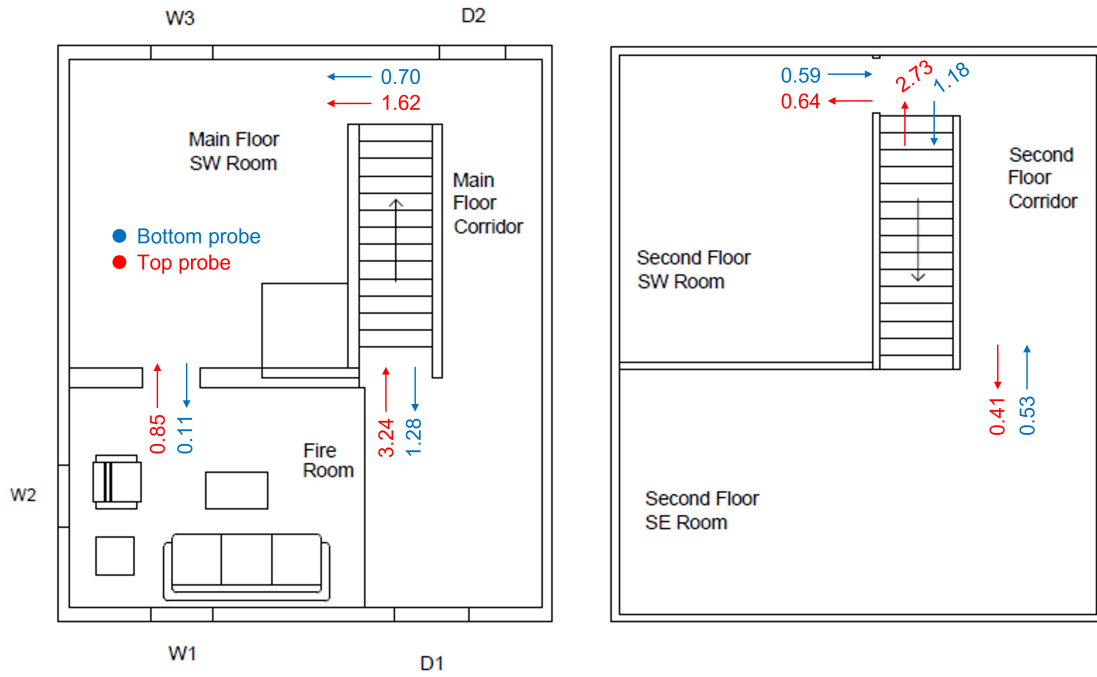 W3
D2
0.70
1.62
Main Floor
SW Room
Main
Floor
Corridor
Bottom probe
Top probe
0.85
0.11
3.24
1.28
Fire
Room
W2
W1
D1
0.59
0.64
2.73
1.18
Second
Floor
Corridor
Second Floor
SW Room
0.41
0.53
Second Floor
SE Room